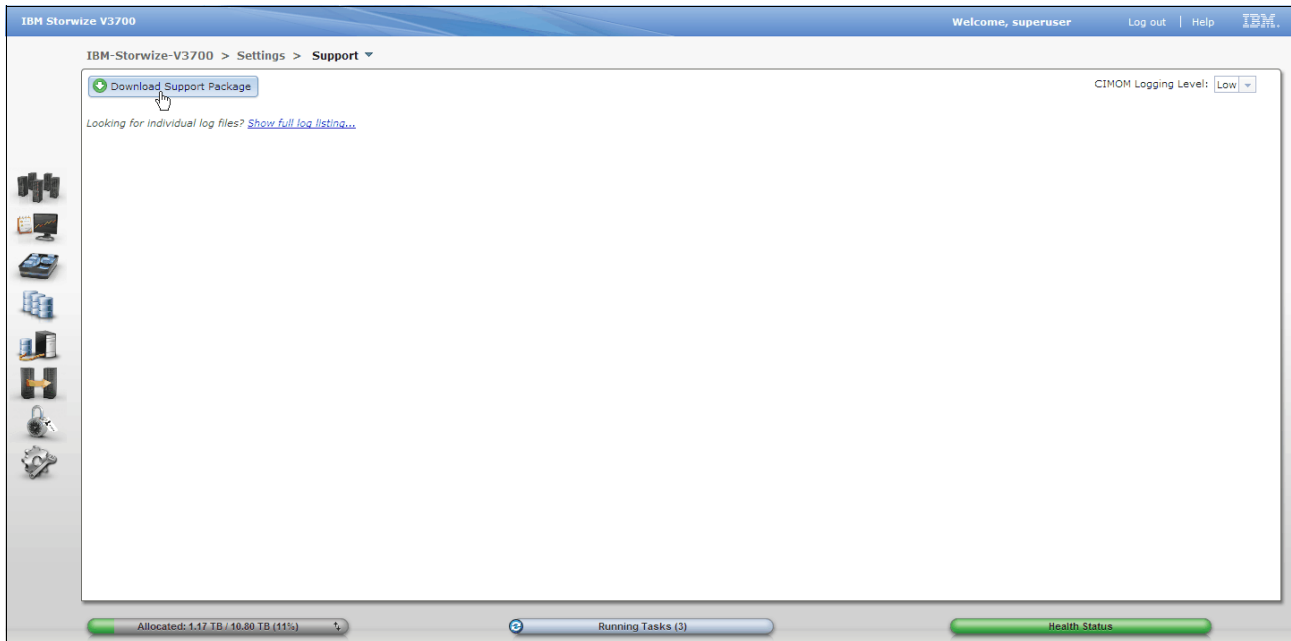 IBM Storwize V3700
Welcome, superuser
Log out | Help
IBM.
IBM-Storwize-V3700 > Settings > Support
Download Support Package
CIMOM Logging Level: Low
Looking for individual log files? Show full log listing...
Allocated: 1.17 TB / 10.80 TB (11%)
Running Tasks (3)
Health Status